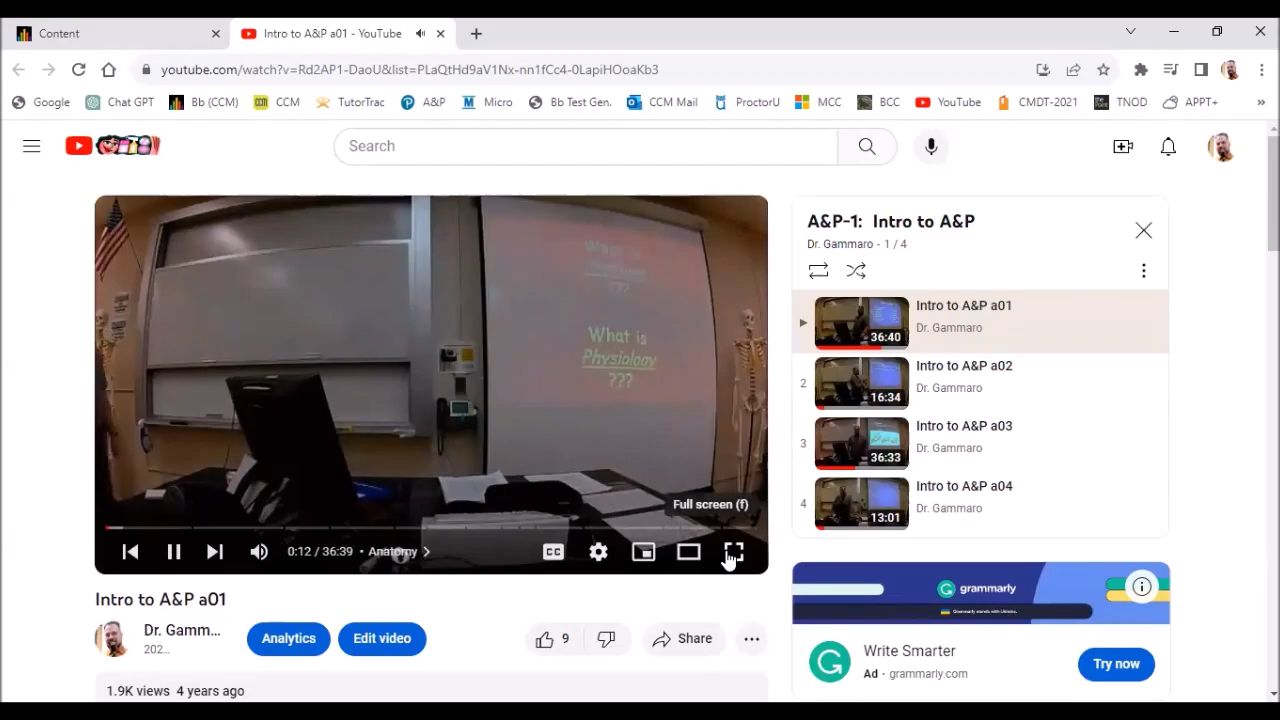 Content
Intro to A&P a01 - YouTube
youtube.com/watch?v=Rd2AP1-DaoU&list=PLaQtHd9aV1Nx-nn1fCc4-0LapiHOoaKb3
Google
Chat GPT
Bb (CCM)
CCM
TutorTrac
A&P
Micro
Bb Test Gen.
CCM Mail
ProctorU
MCC
BCC
YouTube
CMDT-2021
TNOD
APPT+
»
Search
What is
Physiology
???
Full screen (f)
CC
0:12 / 36:39 • Anatomy
Intro to A&P a01
Dr. Gamm...
202...
Analytics
Edit video
9
Share
1.9K views 4 years ago
A&P-1: Intro to A&P
Dr. Gammaro - 1 / 4
36:40
Intro to A&P a01
Dr. Gammaro
2
16:34
Intro to A&P a02
Dr. Gammaro
3
36:33
Intro to A&P a03
Dr. Gammaro
4
13:01
Intro to A&P a04
Dr. Gammaro
grammarly
Grammarly stands with Ukraine.
Write Smarter
Ad • grammarly.com
Try now